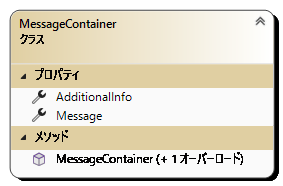 MessageContainer
クラス
プロパティ
AdditionalInfo
Message
メソッド
MessageContainer (+ 1 オーバーロード)